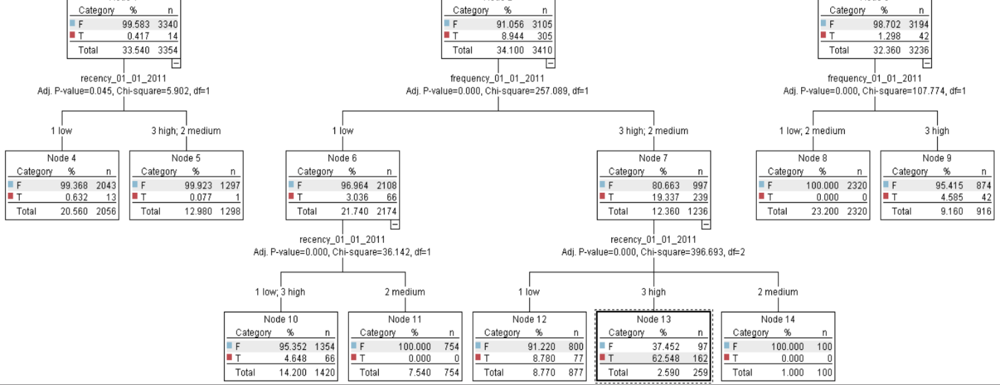 Category % n
F 99.583 3340
T 0.417 14
Total 33.540 3354
Category % n
F 91.056 3105
T 8.944 305
Total 34.100 3410
Category % n
F 98.702 3194
T 1.298 42
Total 32.360 3236
recency_01_01_2011
Adj. P-value=0.045, Chi-square=5.902, df=1
frequency_01_01_2011
Adj. P-value=0.000, Chi-square=257.089, df=1
frequency_01_01_2011
Adj. P-value=0.000, Chi-square=107.774, df=1
1 low
3 high; 2 medium
1 low
3 high; 2 medium
1 low; 2 medium
3 high
Node 4
Category % n
F 99.368 2043
T 0.632 13
Total 20.560 2056
Node 5
Category % n
F 99.923 1297
T 0.077 1
Total 12.980 1298
Node 6
Category % n
F 96.964 2108
T 3.036 66
Total 21.740 2174
Node 7
Category % n
F 80.663 997
T 19.337 239
Total 12.360 1236
Node 8
Category % n
F 100.000 2320
T 0.000 0
Total 23.200 2320
Node 9
Category % n
F 95.415 874
T 4.585 42
Total 9.160 916
recency_01_01_2011
Adj. P-value=0.000, Chi-square=36.142, df=1
recency_01_01_2011
Adj. P-value=0.000, Chi-square=396.693, df=2
1 low; 3 high
2 medium
1 low
3 high
2 medium
Node 10
Category % n
F 95.352 1354
T 4.648 66
Total 14.200 1420
Node 11
Category % n
F 100.000 754
T 0.000 0
Total 7.540 754
Node 12
Category % n
F 91.220 800
T 8.780 77
Total 8.770 877
Node 13
Category % n
F 37.452 97
T 62.548 162
Total 2.590 259
Node 14
Category % n
F 100.000 100
T 0.000 0
Total 1.000 100